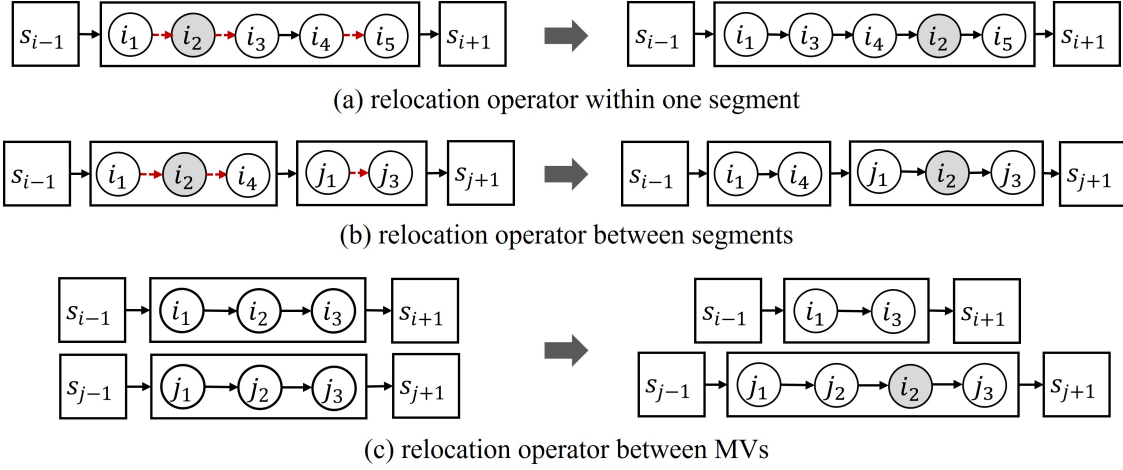 s_{i-1} i_1 i_2 i_3 i_4 i_5 s_{i+1} s_{i-1} i_1 i_3 i_4 i_2 i_5 s_{i+1}
(a) relocation operator within one segment
s_{i-1} i_1 i_2 i_4 j_1 j_3 s_{j+1} s_{i-1} i_1 i_4 j_1 i_2 j_3 s_{j+1}
(b) relocation operator between segments
s_{i-1} i_1 i_2 i_3 s_{i+1} s_{i-1} i_1 i_3 s_{i+1}
s_{j-1} j_1 j_2 j_3 s_{j+1} s_{j-1} j_1 j_2 i_2 j_3 s_{j+1}
(c) relocation operator between MVs